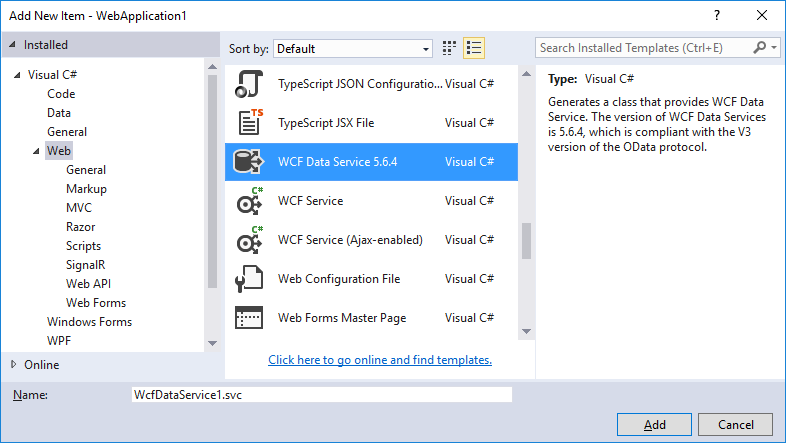 Add New Item - WebApplication1
? X
Installed
Sort by: Default
Search Installed Templates (Ctrl+E)
Visual C#
Code
Data
General
Web
General
Markup
MVC
Razor
Scripts
SignalR
Web API
Web Forms
Windows Forms
WPF
Online
TypeScript JSON Configuratio... Visual C#
TS
TypeScript JSX File Visual C#
WCF Data Service 5.6.4 Visual C#
C#
WCF Service Visual C#
C#
WCF Service (Ajax-enabled) Visual C#
Web Configuration File Visual C#
Web Forms Master Page Visual C#
Click here to go online and find templates.
Type: Visual C#
Generates a class that provides WCF Data
Service. The version of WCF Data Services
is 5.6.4, which is compliant with the V3
version of the OData protocol.
Name: WcfDataService1.svc
Add Cancel